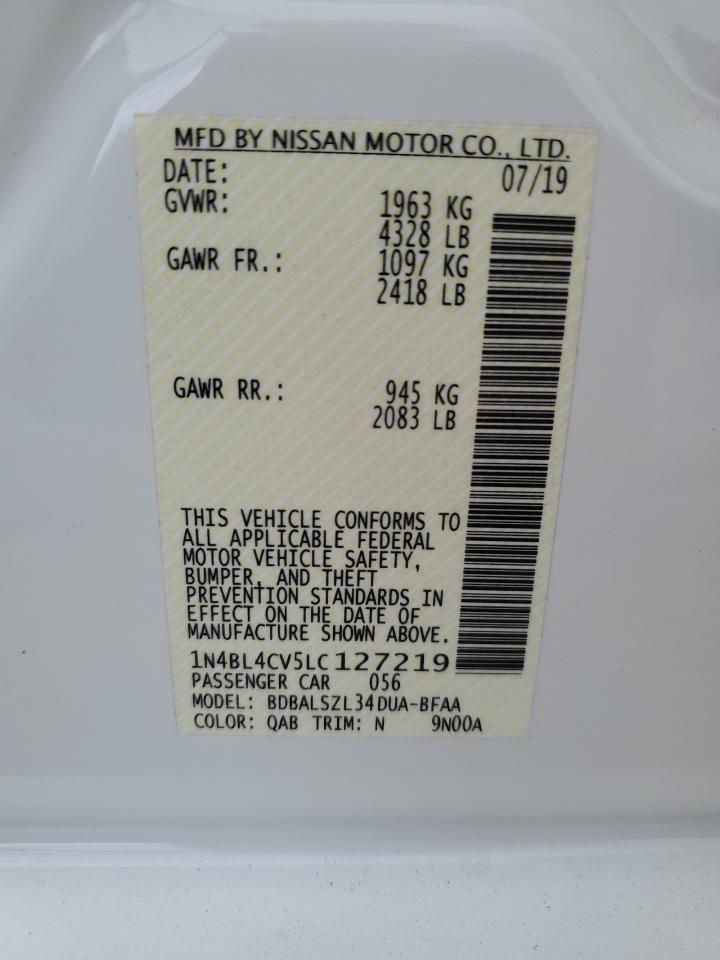 MFD BY NISSAN MOTOR CO., LTD.
DATE: 07/19
GVWR: 1963 KG
4328 LB
GAWR FR.: 1097 KG
2418 LB
GAWR RR.: 945 KG
2083 LB
THIS VEHICLE CONFORMS TO
ALL APPLICABLE FEDERAL
MOTOR VEHICLE SAFETY,
BUMPER, AND THEFT
PREVENTION STANDARDS IN
EFFECT ON THE DATE OF
MANUFACTURE SHOWN ABOVE.
1N4BL4CV5LC127219
PASSENGER CAR 056
MODEL: BDBALSZL34DUA-BFAA
COLOR: QAB TRIM: N 9N00A